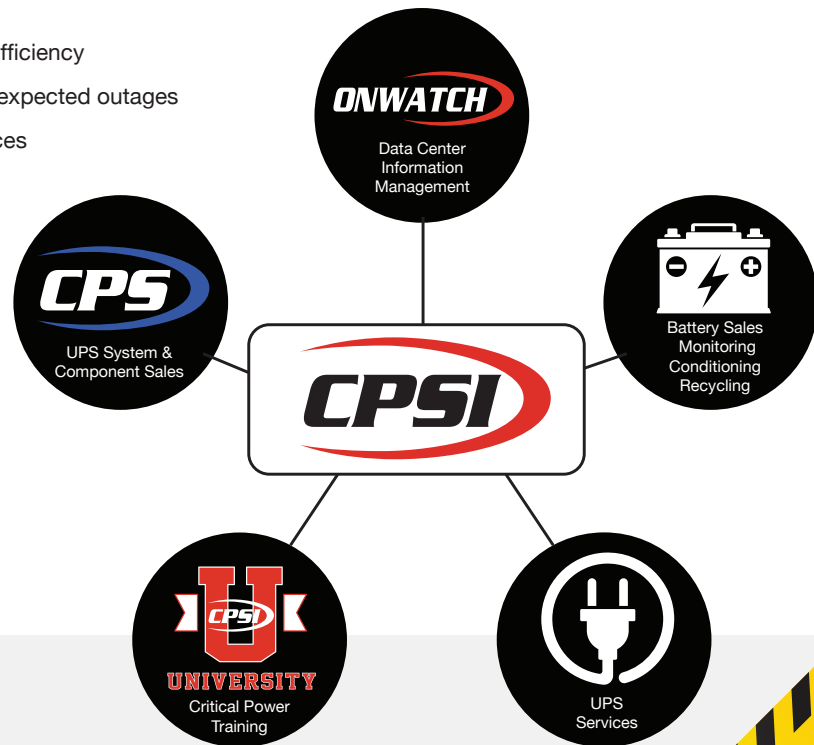 fficiency
expected outages
ces
ONWATCH
Data Center
Information
Management
CPS
UPS System &
Component Sales
Battery Sales
Monitoring
Conditioning
Recycling
CPSI
U
CPSI
UNIVERSITY
Critical Power
Training
UPS
Services